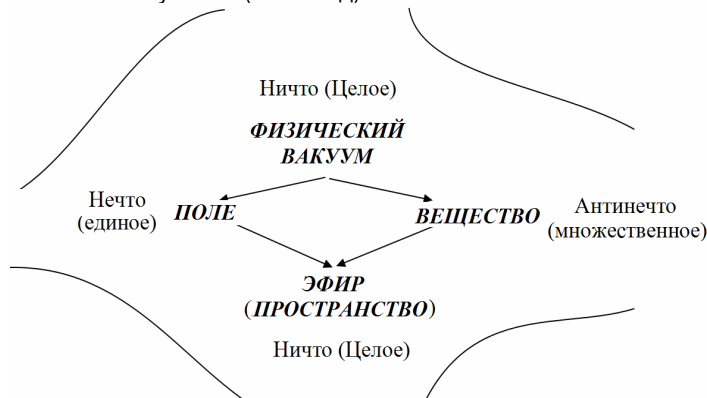 Ничто (Целое)
ФИЗИЧЕСКИЙ
ВАКУУМ
Нечто
(единое)
ПОЛЕ
ВЕЩЕСТВО
Антинечто
(множественное)
ЭФИР
(ПРОСТРАНСТВО)
Ничто (Целое)